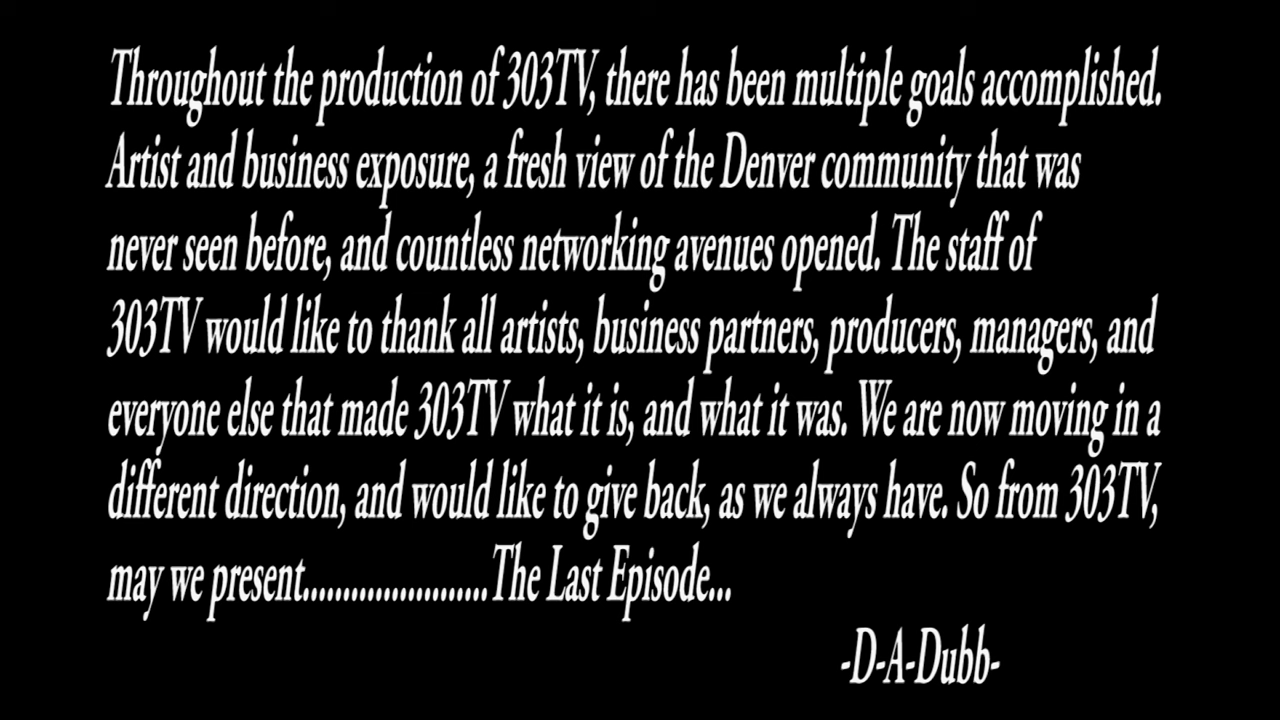 Throughout the production of 303TV, there has been multiple goals accomplished.
Artist and business exposure, a fresh view of the Denver community that was
never seen before, and countless networking avenues opened. The staff of
303TV would like to thank all artists, business partners, producers, managers, and
everyone else that made 303TV what it is, and what it was. We are now moving in a
different direction, and would like to give back, as we always have. So from 303TV,
may we present.......................The Last Episode...
-D-A-Dubb-